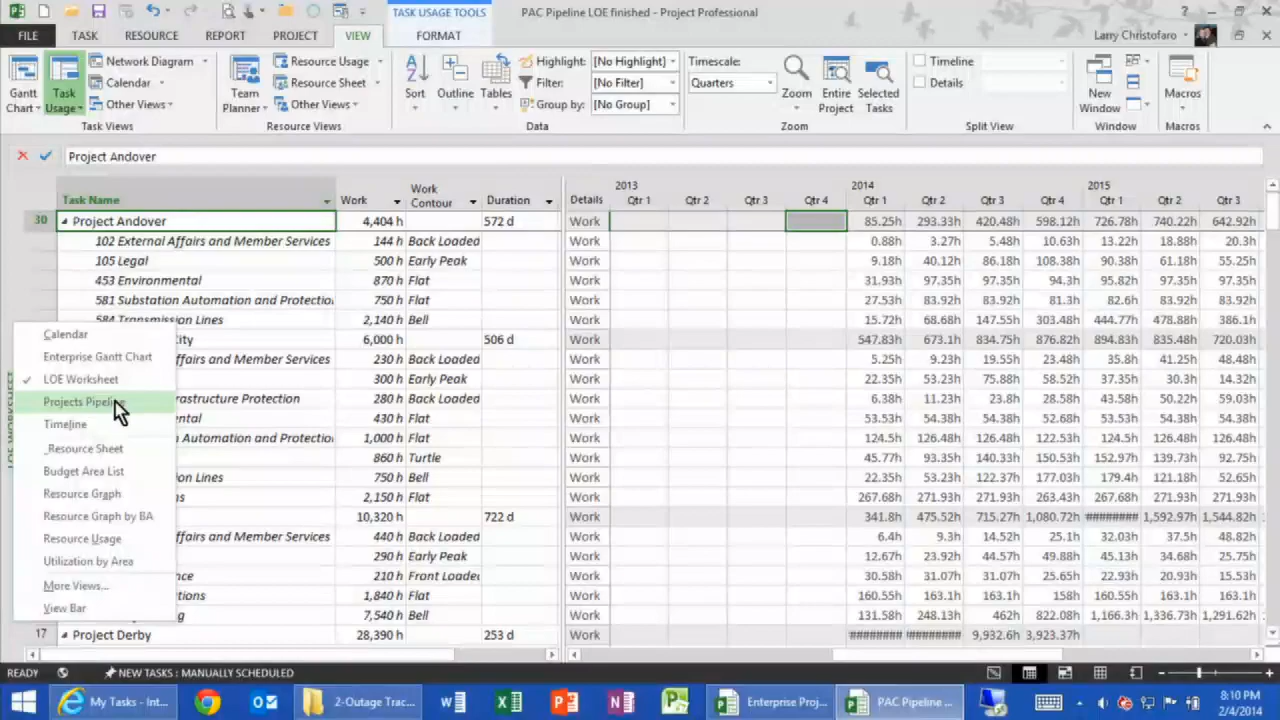 TASK USAGE TOOLS
PAC Pipeline LOE finished - Project Professional
FILE TASK RESOURCE REPORT PROJECT VIEW FORMAT Larry Christofaro
Network Diagram Resource Usage Highlight: [No Highlight] Timescale: Timeline
Calendar Resource Sheet Filter: [No Filter] Quarters Details
Gantt Chart Task Usage Other Views Team Planner Other Views Sort Outline Tables Group by: [No Group] Zoom Entire Project Selected Tasks New Window Macros
Task Views Resource Views Data Zoom Split View Window Macros
Project Andover
2013 2014 2015
Task Name Work Work Contour Duration Details Qtr 1 Qtr 2 Qtr 3 Qtr 4 Qtr 1 Qtr 2 Qtr 3 Qtr 4 Qtr 1 Qtr 2 Qtr 3
30 Project Andover 4,404 h 572 d Work 85.25h 293.33h 420.48h 598.12h 726.78h 740.22h 642.92h
102 External Affairs and Member Services 144 h Back Loaded Work 0.88h 3.27h 5.48h 10.63h 13.22h 18.88h 20.3h
105 Legal 500 h Early Peak Work 9.18h 40.12h 86.18h 108.38h 90.38h 61.18h 55.25h
453 Environmental 870 h Flat Work 31.93h 97.35h 97.35h 94.3h 95.82h 97.35h 97.35h
581 Substation Automation and Protectio 750 h Flat Work 27.53h 83.92h 83.92h 81.3h 82.6h 83.92h 83.92h
584 Transmission Lines 2,140 h Bell Work 15.72h 68.68h 147.55h 303.48h 444.77h 478.88h 386.1h
City 6,000 h 506 d Work 547.83h 673.1h 834.75h 876.82h 894.83h 835.48h 720.03h
ffairs and Member Services 230 h Back Loaded Work 5.25h 9.23h 19.55h 23.48h 35.8h 41.25h 48.48h
300 h Early Peak Work 22.35h 53.23h 75.88h 58.52h 37.35h 30.3h 14.32h
rastructure Protection 280 h Back Loaded Work 6.38h 11.23h 23.8h 28.58h 43.58h 50.22h 59.03h
ntal 430 h Flat Work 53.53h 54.38h 54.38h 52.68h 53.53h 54.38h 54.38h
n Automation and Protectio 1,000 h Flat Work 124.5h 126.48h 126.48h 122.53h 124.5h 126.48h 126.48h
860 h Turtle Work 45.77h 93.35h 140.33h 150.53h 152.97h 139.73h 92.75h
ion Lines 750 h Bell Work 22.35h 53.23h 122.37h 177.03h 179.4h 121.18h 52.65h
ns 2,150 h Flat Work 267.68h 271.93h 271.93h 263.43h 267.68h 271.93h 271.93h
10,320 h 722 d Work 341.8h 475.52h 715.27h 1,080.72h ######## 1,592.97h 1,544.82h
ffairs and Member Services 440 h Back Loaded Work 6.4h 9.3h 14.52h 25.1h 32.03h 37.5h 48.82h
290 h Early Peak Work 12.67h 23.92h 44.57h 49.88h 45.13h 34.68h 25.75h
nce 210 h Front Loaded Work 30.58h 31.07h 31.07h 25.65h 22.93h 20.93h 15.53h
tions 1,840 h Flat Work 160.55h 163.1h 163.1h 158h 160.55h 163.1h 163.1h
ng 7,540 h Bell Work 131.58h 248.13h 462h 822.08h 1,166.3h 1,336.73h 1,291.62h
17 Project Derby 28,390 h 253 d Work ######## ######## 9,932.6h 3,923.37h
LOE WORKSHEET
Calendar
Enterprise Gantt Chart
LOE Worksheet
Projects Pipeline
Timeline
_Resource Sheet
Budget Area List
Resource Graph
Resource Graph by BA
Resource Usage
Utilization by Area
More Views...
View Bar
READY NEW TASKS : MANUALLY SCHEDULED
My Tasks - Int... 2-Outage Trac... Enterprise Proj... PAC Pipeline ... 8:10 PM
2/4/2014